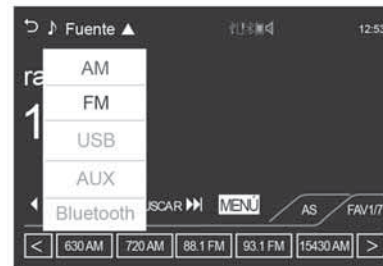 Fuente ▲ 12:53
AM
FM
USB
AUX
Bluetooth
MENÚ AS FAV1/7
< 630 AM 720 AM 88.1 FM 93.1 FM 15430 AM >